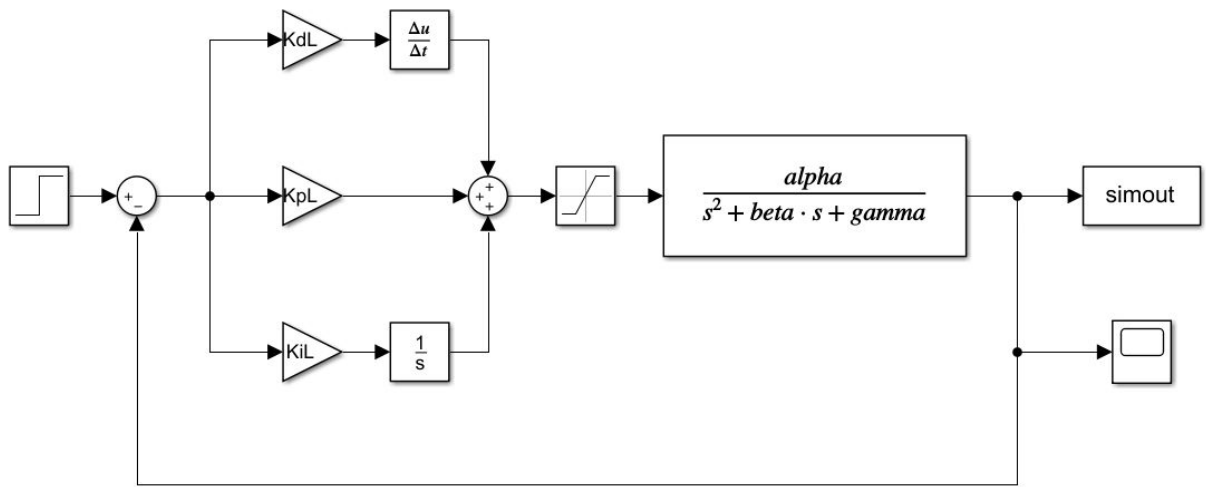 KdL
Δu
Δt
+
−
KpL
+
+
+
alpha
s² + beta · s + gamma
simout
KiL
1
s